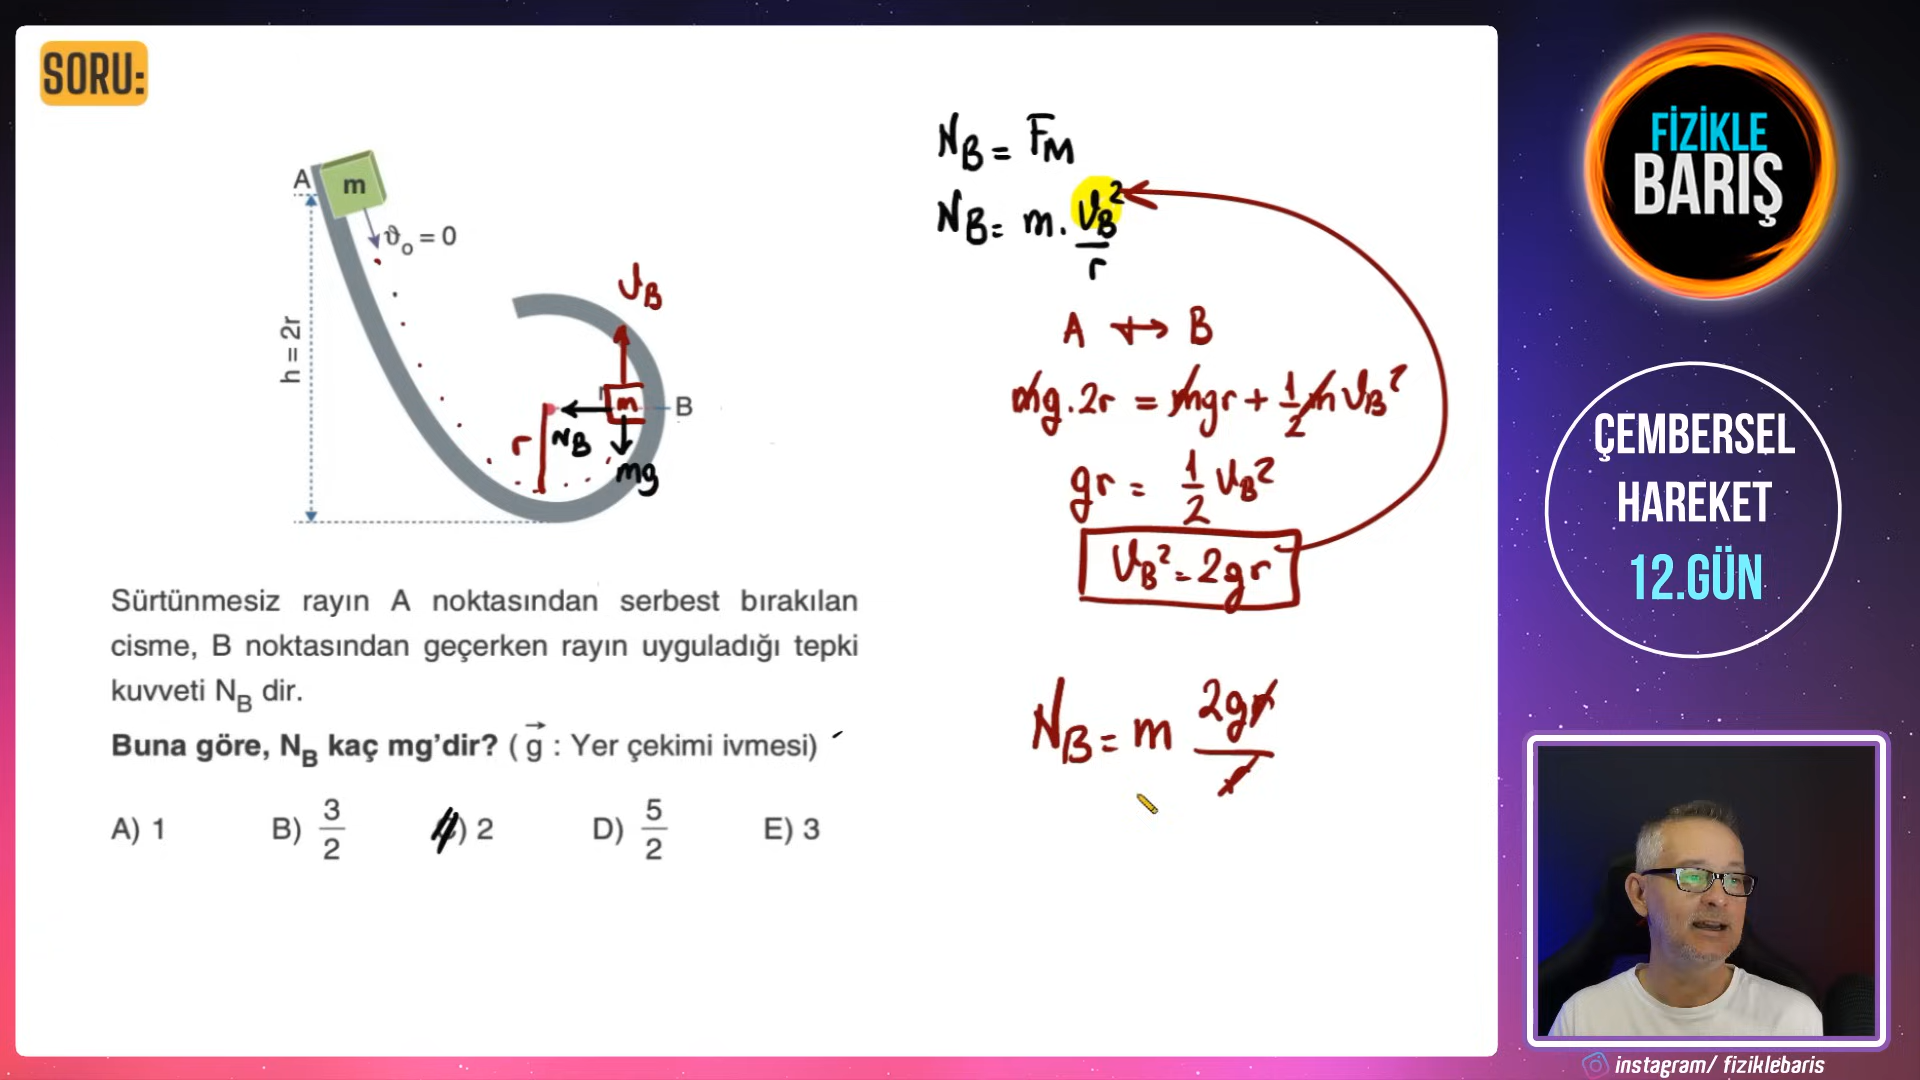 SORU:
A
m
ϑo = 0
h = 2r
VB
m
B
r
NB
mg
Sürtünmesiz rayın A noktasından serbest bırakılan
cisme, B noktasından geçerken rayın uyguladığı tepki
kuvveti NB dir.
Buna göre, NB kaç mg'dir? ( g⃗ : Yer çekimi ivmesi)
A) 1 B) 3/2 C) 2 D) 5/2 E) 3
NB = FM
NB = m . VB²/r
A ↔ B
mg . 2r = mgr + 1/2 m VB²
gr = 1/2 VB²
VB² = 2gr
NB = m 2gr/r
FİZİKLE
BARIŞ
ÇEMBERSEL
HAREKET
12.GÜN
instagram/ fiziklebaris